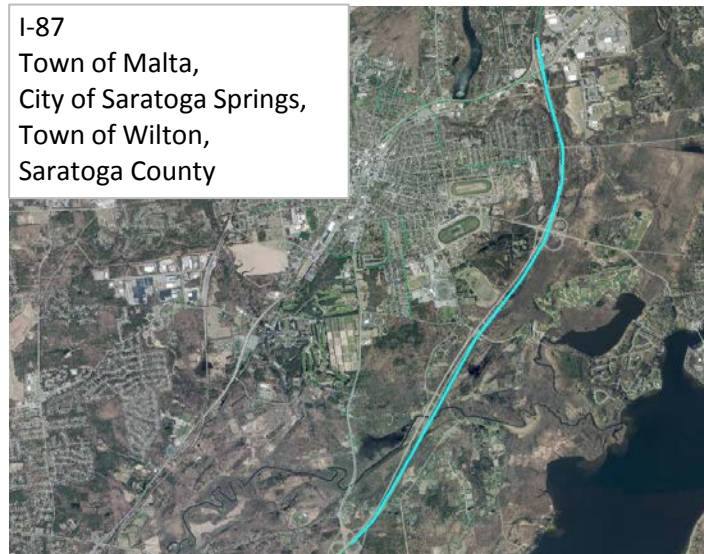 I-87
Town of Malta,
City of Saratoga Springs,
Town of Wilton,
Saratoga County